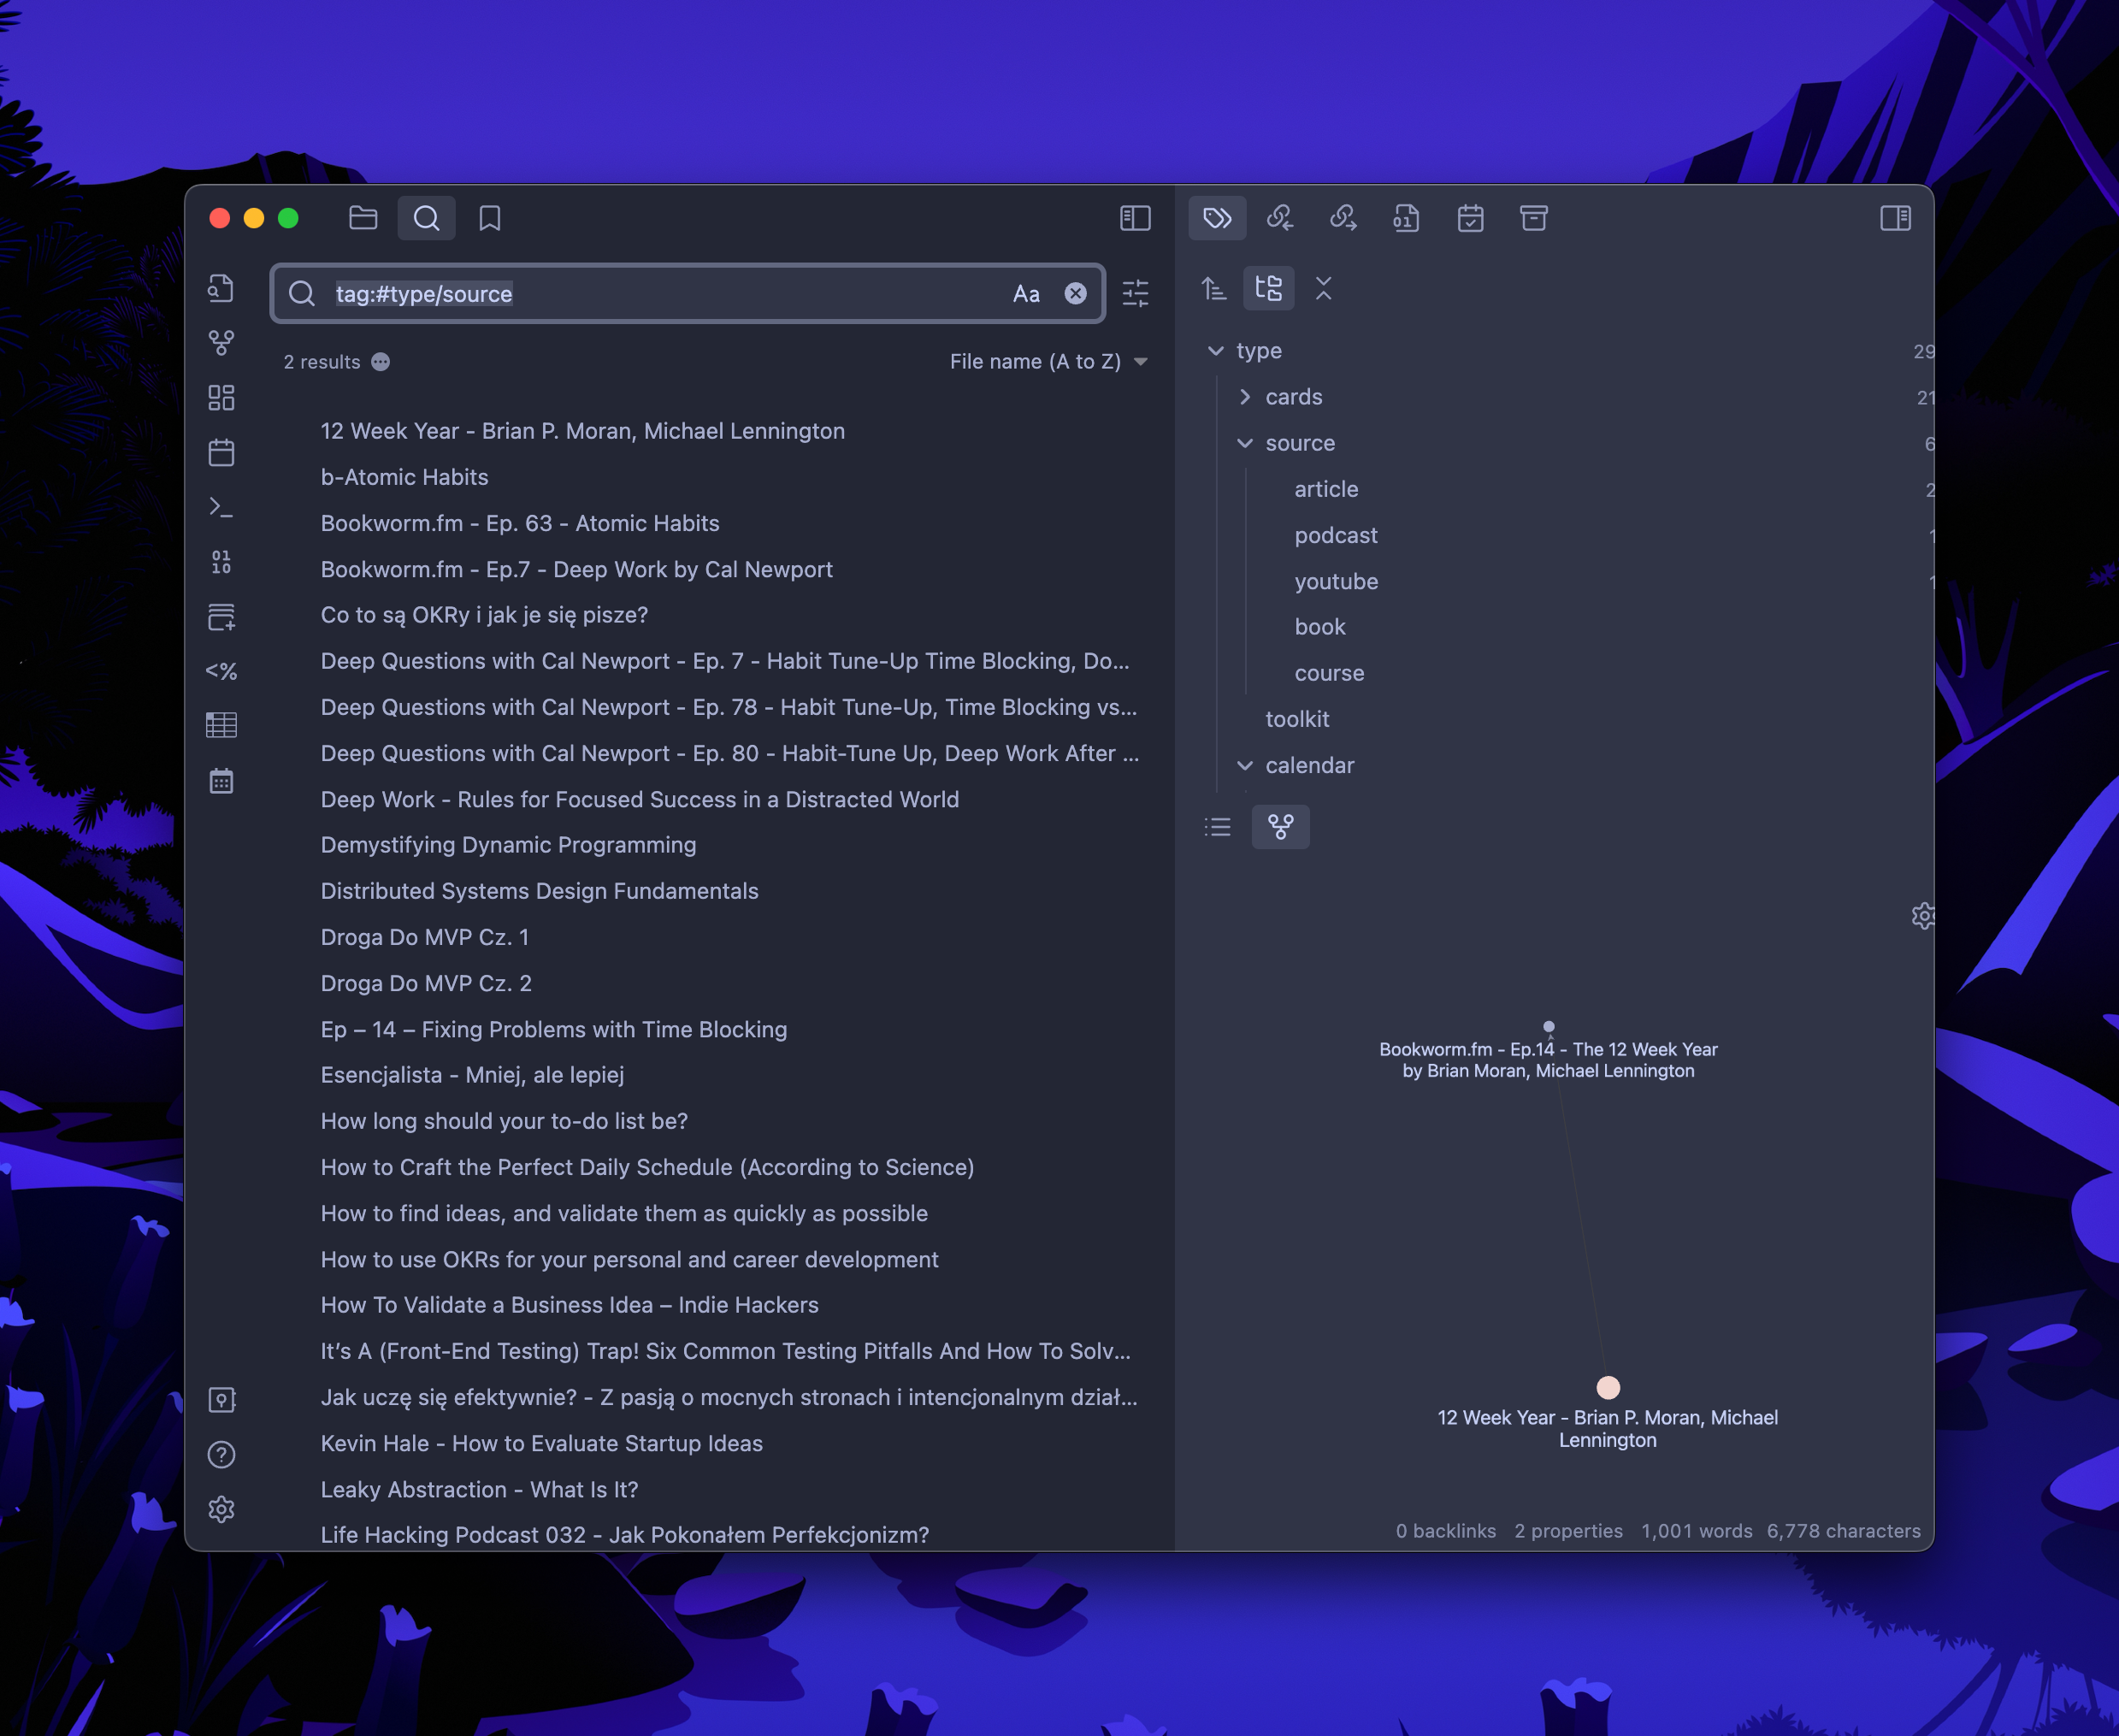 tag:#type/source
Aa
2 results
File name (A to Z)
12 Week Year - Brian P. Moran, Michael Lennington
b-Atomic Habits
Bookworm.fm - Ep. 63 - Atomic Habits
Bookworm.fm - Ep.7 - Deep Work by Cal Newport
Co to są OKRy i jak je się pisze?
Deep Questions with Cal Newport - Ep. 7 - Habit Tune-Up Time Blocking, Do...
Deep Questions with Cal Newport - Ep. 78 - Habit Tune-Up, Time Blocking vs...
Deep Questions with Cal Newport - Ep. 80 - Habit-Tune Up, Deep Work After ...
Deep Work - Rules for Focused Success in a Distracted World
Demystifying Dynamic Programming
Distributed Systems Design Fundamentals
Droga Do MVP Cz. 1
Droga Do MVP Cz. 2
Ep – 14 – Fixing Problems with Time Blocking
Esencjalista - Mniej, ale lepiej
How long should your to-do list be?
How to Craft the Perfect Daily Schedule (According to Science)
How to find ideas, and validate them as quickly as possible
How to use OKRs for your personal and career development
How To Validate a Business Idea – Indie Hackers
It’s A (Front-End Testing) Trap! Six Common Testing Pitfalls And How To Solv...
Jak uczę się efektywnie? - Z pasją o mocnych stronach i intencjonalnym dział...
Kevin Hale - How to Evaluate Startup Ideas
Leaky Abstraction - What Is It?
Life Hacking Podcast 032 - Jak Pokonałem Perfekcjonizm?
01
10
<%
01
type 29
cards 21
source 6
article 2
podcast 1
youtube 1
book
course
toolkit
calendar
Bookworm.fm - Ep.14 - The 12 Week Year
by Brian Moran, Michael Lennington
12 Week Year - Brian P. Moran, Michael
Lennington
0 backlinks 2 properties 1,001 words 6,778 characters